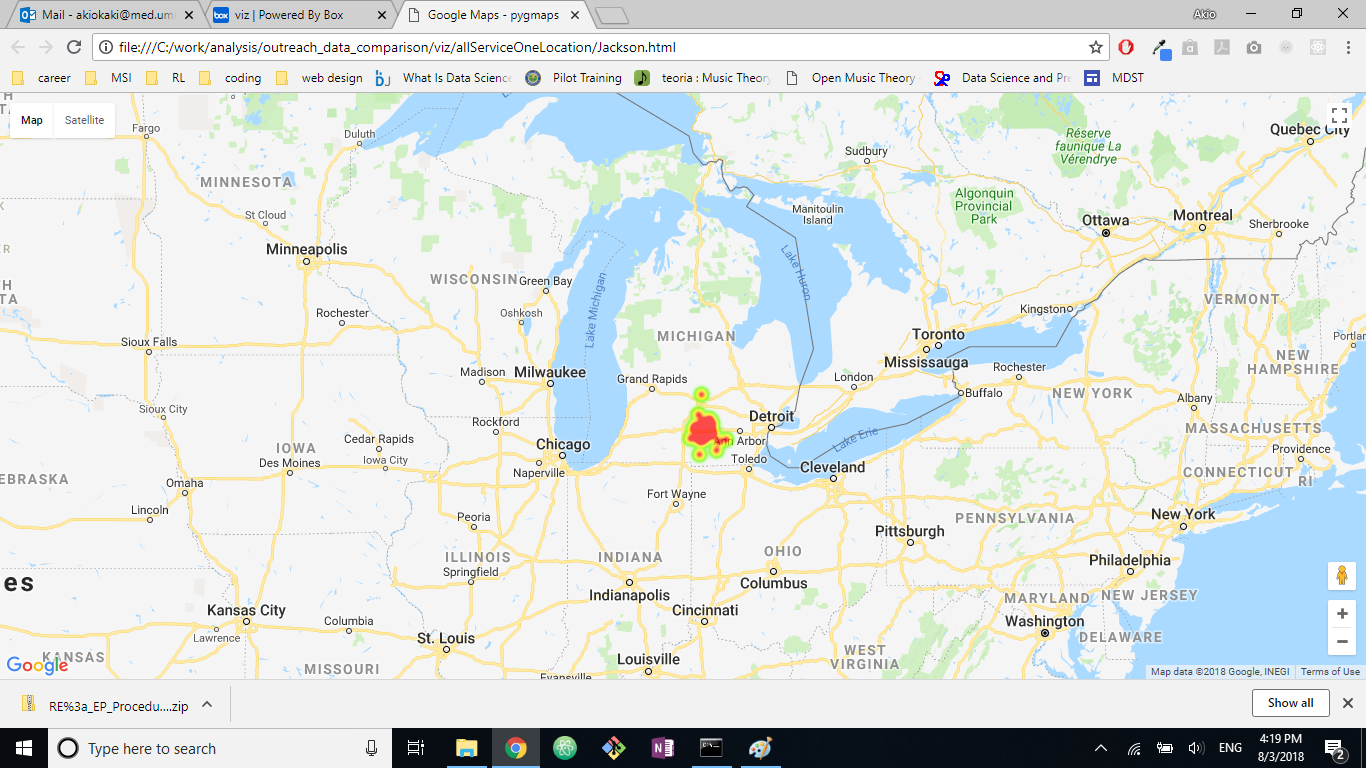 Mail - akiokaki@med.um
viz | Powered By Box
Google Maps - pygmaps
Akio
file:///C:/work/analysis/outreach_data_comparison/viz/allServiceOneLocation/Jackson.html
career
MSI
RL
coding
web design
What Is Data Science
Pilot Training
teoria : Music Theory
Open Music Theory
Data Science and Pre
MDST
Map
Satellite
Fargo
Duluth
Sudbury
Réserve
faunique La
Vérendrye
Quebec City
MINNESOTA
St Cloud
Minneapolis
Manitoulin
Island
Algonquin
Provincial
Park
Ottawa
Montreal
Sherbrooke
WISCONSIN
Green Bay
Oshkosh
Lake Michigan
Lake Huron
Kingston
VERMONT
Rochester
Sioux Falls
MICHIGAN
Toronto
Mississauga
Portlan
NEW
HAMPSHIRE
Madison
Milwaukee
Grand Rapids
London
Rochester
Buffalo
NEW YORK
Albany
Sioux City
Rockford
Detroit
Ann Arbor
Lake Erie
MASSACHUSETTS
IOWA
Cedar Rapids
Iowa City
Des Moines
Chicago
Naperville
Toledo
Cleveland
Providence
CONNECTICUT
RI
EBRASKA
Omaha
Lincoln
Fort Wayne
Peoria
PENNSYLVANIA
New York
Pittsburgh
ILLINOIS
Springfield
INDIANA
OHIO
Columbus
Philadelphia
es
Indianapolis
MARYLAND
NEW JERSEY
Kansas City
Lawrence
Columbia
Cincinnati
Washington
DELAWARE
St. Louis
KANSAS
MISSOURI
Louisville
Evansville
WEST
VIRGINIA
Google
Map data ©2018 Google, INEGI
Terms of Use
RE%3a_EP_Procedu....zip
Show all
Type here to search
ENG
4:19 PM
8/3/2018
2